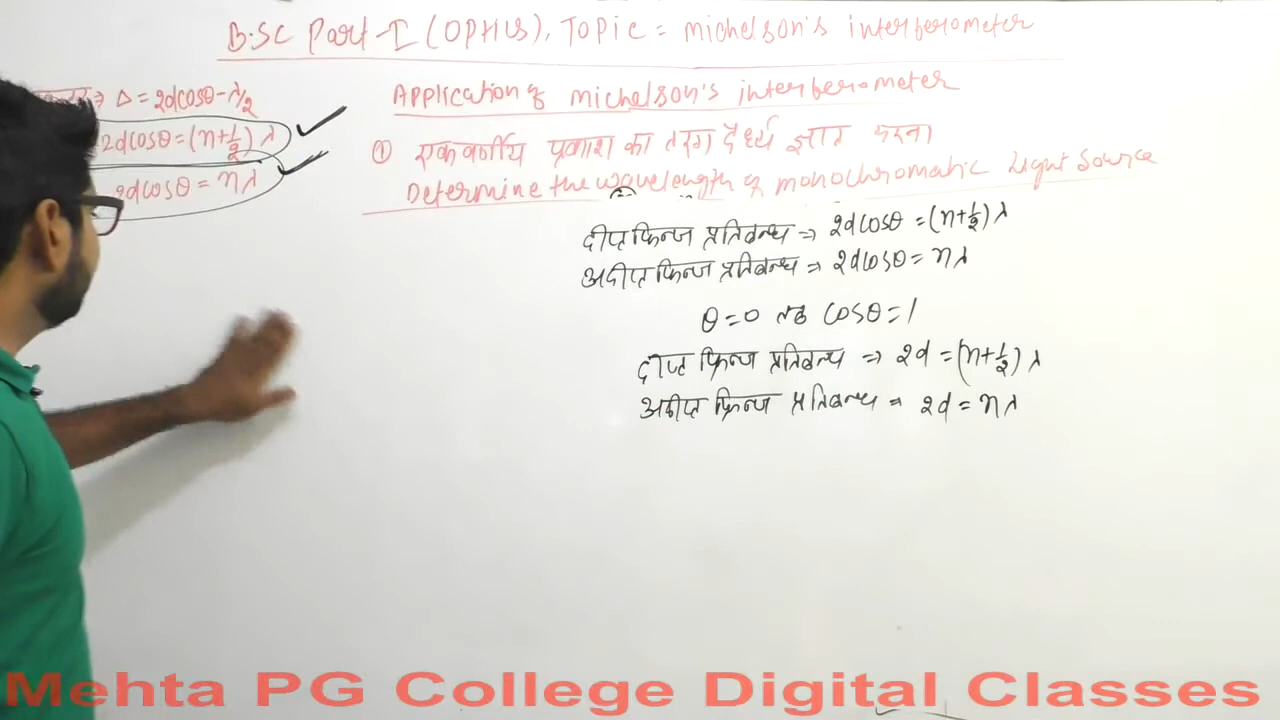 B.SC Part-I (OPTICS), Topic = michelson's interferometer
Δ = 2dcosθ - λ/2
2dcosθ = (n+1/2) λ
2dcosθ = nλ
Application of michelson's interferometer
① एकवर्णीय प्रकाश का तरंग दैर्ध्य ज्ञात करना
Determine the wavelength of monochromatic light source
दीप्त फ्रिन्ज प्रतिबन्ध ⇒ 2dcosθ = (n+1/2) λ
अदीप्त फ्रिन्ज प्रतिबन्ध ⇒ 2dcosθ = nλ
θ = 0 तब cosθ = 1
दीप्त फ्रिन्ज प्रतिबन्ध ⇒ 2d = (n+1/2) λ
अदीप्त फ्रिन्ज प्रतिबन्ध ⇒ 2d = nλ
Mehta PG College Digital Classes